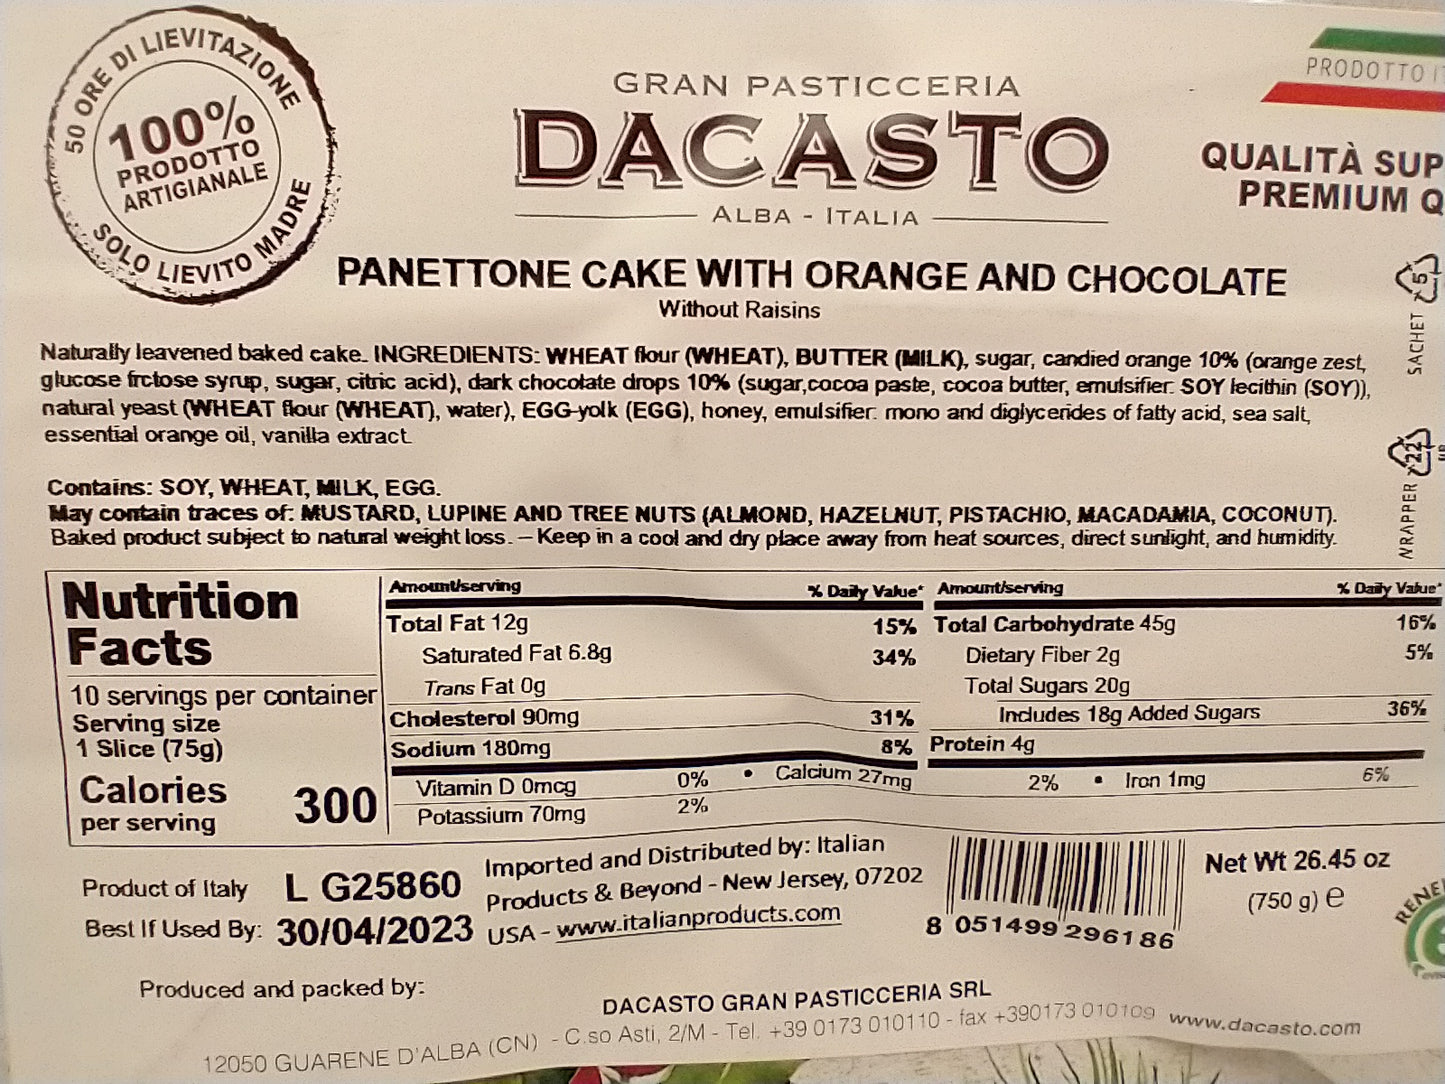 50 ORE DI LIEVITAZIONE
100%
PRODOTTO
ARTIGIANALE
SOLO LIEVITO MADRE
GRAN PASTICCERIA
DACASTO
ALBA - ITALIA
PRODOTTO
QUALITÀ SUP
PREMIUM Q
PANETTONE CAKE WITH ORANGE AND CHOCOLATE
Without Raisins
Naturally leavened baked cake. INGREDIENTS: WHEAT flour (WHEAT), BUTTER (MILK), sugar, candied orange 10% (orange zest,
glucose frctose syrup, sugar, citric acid), dark chocolate drops 10% (sugar,cocoa paste, cocoa butter, emulsifier: SOY lecithin (SOY)),
natural yeast (WHEAT flour (WHEAT), water), EGG-yolk (EGG), honey, emulsifier: mono and diglycerides of fatty acid, sea salt,
essential orange oil, vanilla extract.
Contains: SOY, WHEAT, MILK, EGG.
May contain traces of: MUSTARD, LUPINE AND TREE NUTS (ALMOND, HAZELNUT, PISTACHIO, MACADAMIA, COCONUT).
Baked product subject to natural weight loss. – Keep in a cool and dry place away from heat sources, direct sunlight, and humidity.
SACHET 5
WRAPPER 22
Nutrition
Facts
10 servings per container
Serving size
1 Slice (75g)
Calories
per serving 300
Amount/serving % Daily Value*
Total Fat 12g 15%
Saturated Fat 6.8g 34%
Trans Fat 0g
Cholesterol 90mg 31%
Sodium 180mg 8%
Amount/serving % Daily Value*
Total Carbohydrate 45g 16%
Dietary Fiber 2g 5%
Total Sugars 20g
Includes 18g Added Sugars 36%
Protein 4g
Vitamin D 0mcg 0% • Calcium 27mg 2% • Iron 1mg 6%
Potassium 70mg 2%
Product of Italy L G25860
Best If Used By: 30/04/2023
Imported and Distributed by: Italian
Products & Beyond - New Jersey, 07202
USA - www.italianproducts.com
8 051499 296186
Net Wt 26.45 oz
(750 g) e
RENE
Produced and packed by:
DACASTO GRAN PASTICCERIA SRL
12050 GUARENE D'ALBA (CN) - C.so Asti, 2/M - Tel. +39 0173 010110 - fax +390173 010109 www.dacasto.com